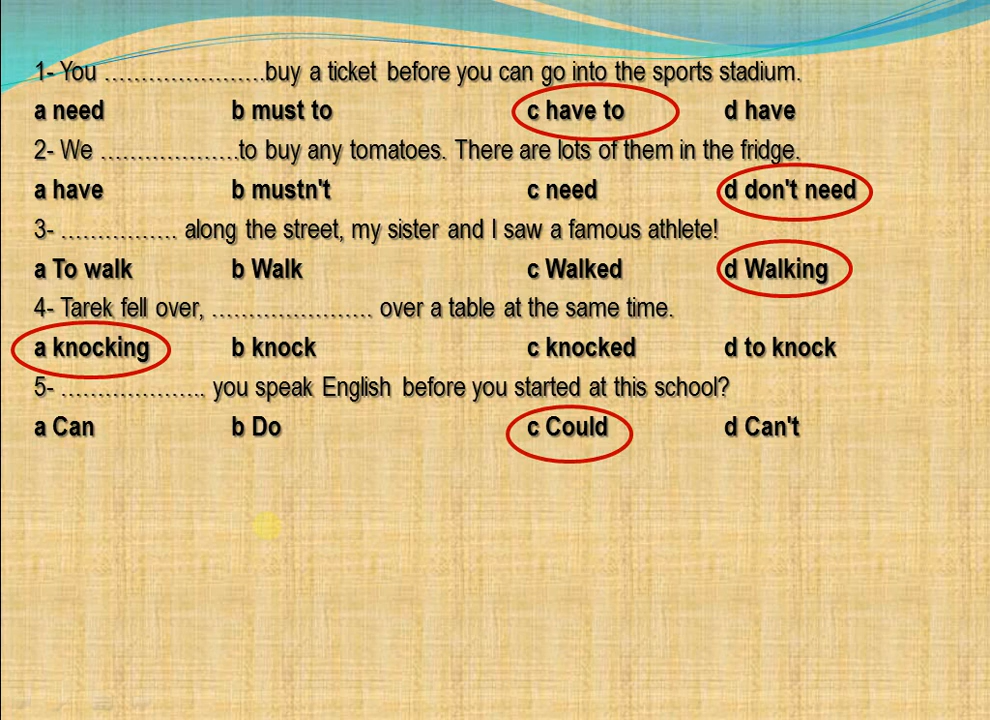 1- You ......................buy a ticket before you can go into the sports stadium.
a need b must to c have to d have
2- We ...................to buy any tomatoes. There are lots of them in the fridge.
a have b mustn't c need d don't need
3- ................ along the street, my sister and I saw a famous athlete!
a To walk b Walk c Walked d Walking
4- Tarek fell over, ...................... over a table at the same time.
a knocking b knock c knocked d to knock
5- .................... you speak English before you started at this school?
a Can b Do c Could d Can't